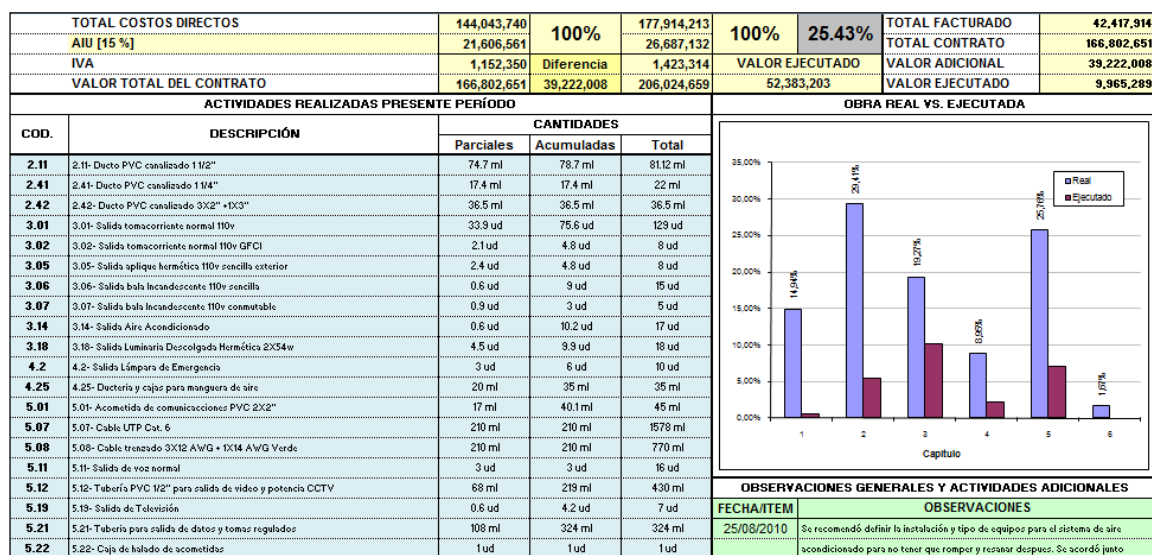 TOTAL COSTOS DIRECTOS 144,043,740 100% 177,914,213 100% 25.43% TOTAL FACTURADO 42,417,914
AIU [15 %] 21,606,561 26,687,132 TOTAL CONTRATO 166,802,651
IVA 1,152,350 Diferencia 1,423,314 VALOR EJECUTADO VALOR ADICIONAL 39,222,008
VALOR TOTAL DEL CONTRATO 166,802,651 39,222,008 206,024,659 52,383,203 VALOR EJECUTADO 9,965,289
ACTIVIDADES REALIZADAS PRESENTE PERÍODO
COD. DESCRIPCIÓN CANTIDADES
Parciales Acumuladas Total
2.11 2.11- Ducto PVC canalizado 1 1/2" 74.7 ml 78.7 ml 81.12 ml
2.41 2.41- Ducto PVC canalizado 1 1/4" 17.4 ml 17.4 ml 22 ml
2.42 2.42- Ducto PVC canalizado 3X2" +1X3" 36.5 ml 36.5 ml 36.5 ml
3.01 3.01- Salida tomacorriente normal 110v 33.9 ud 75.6 ud 129 ud
3.02 3.02- Salida tomacorriente normal 110v GFCI 2.1 ud 4.8 ud 8 ud
3.05 3.05- Salida aplique hermética 110v sencilla exterior 2.4 ud 4.8 ud 8 ud
3.06 3.06- Salida bala Incandescente 110v sencilla 0.6 ud 9 ud 15 ud
3.07 3.07- Salida bala Incandescente 110v conmutable 0.9 ud 3 ud 5 ud
3.14 3.14- Salida Aire Acondicionado 0.6 ud 10.2 ud 17 ud
3.18 3.18- Salida Luminaria Descolgada Hermética 2X54w 4.5 ud 9.9 ud 18 ud
4.2 4.2- Salida Lámpara de Emergencia 3 ud 6 ud 10 ud
4.25 4.25- Ducteria y cajas para manguera de aire 20 ml 35 ml 35 ml
5.01 5.01- Acometida de comunicacciones PVC 2X2" 17 ml 40.1 ml 45 ml
5.07 5.07- Cable UTP Cat. 6 210 ml 210 ml 1578 ml
5.08 5.08- Cable trenzado 3X12 AWG + 1X14 AWG Verde 210 ml 210 ml 770 ml
5.11 5.11- Salida de voz normal 3 ud 3 ud 16 ud
5.12 5.12- Tubería PVC 1/2" para salida de video y potencia CCTV 68 ml 219 ml 430 ml
5.19 5.19- Salida de Televisión 0.6 ud 4.2 ud 7 ud
5.21 5.21- Tuberia para salida de datos y tomas regulados 108 ml 324 ml 324 ml
5.22 5.22- Caja de halado de acometidas 1 ud 1 ud 1 ud
OBRA REAL VS. EJECUTADA
35,00%
30,00%
25,00%
20,00%
15,00%
10,00%
5,00%
0,00%
14,94%
29,41%
19,27%
8,95%
25,76%
1,67%
Real
Ejecutado
1 2 3 4 5 6
Capítulo
OBSERVACIONES GENERALES Y ACTIVIDADES ADICIONALES
FECHA/ITEM OBSERVACIONES
25/08/2010 Se recomendó definir la instalación y tipo de equipos para el sistema de aire
acondicionado para no tener que romper y resanar despues. Se acordó junto